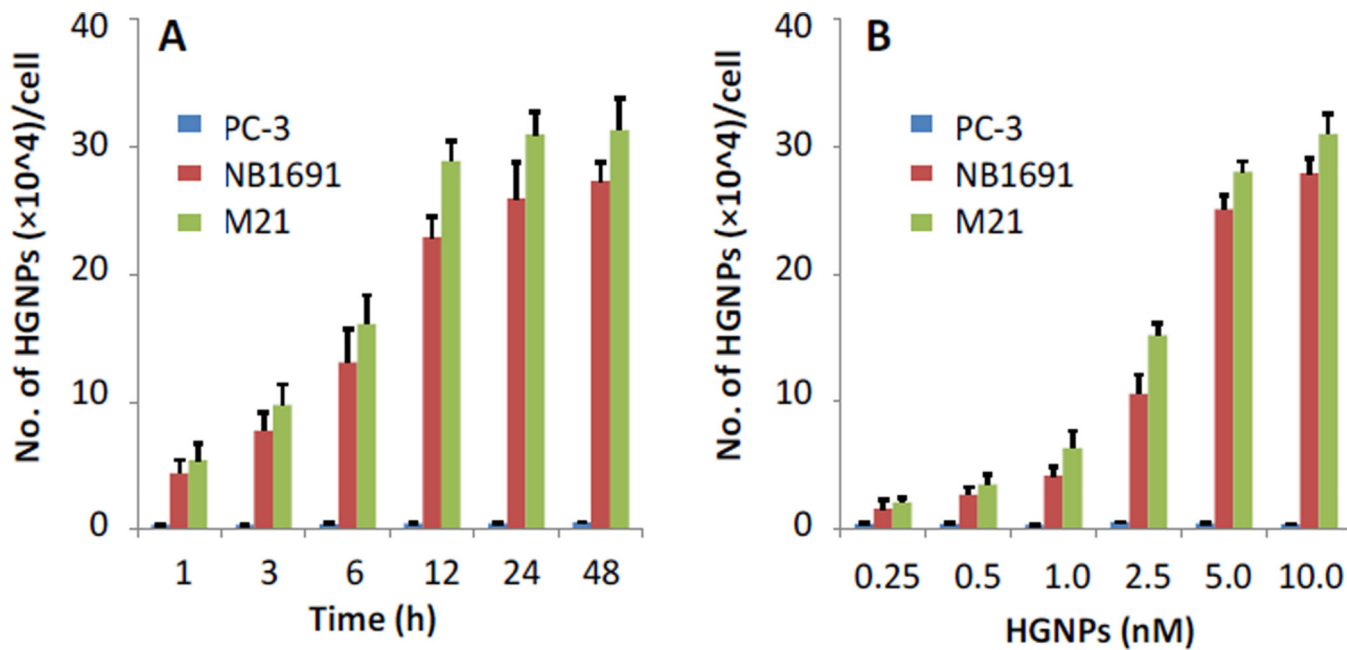 A
No. of HGNPs (×10^4)/cell
40
30
20
10
0
PC-3
NB1691
M21
1 3 6 12 24 48
Time (h)
B
No. of HGNPs (×10^4)/cell
40
30
20
10
0
PC-3
NB1691
M21
0.25 0.5 1.0 2.5 5.0 10.0
HGNPs (nM)